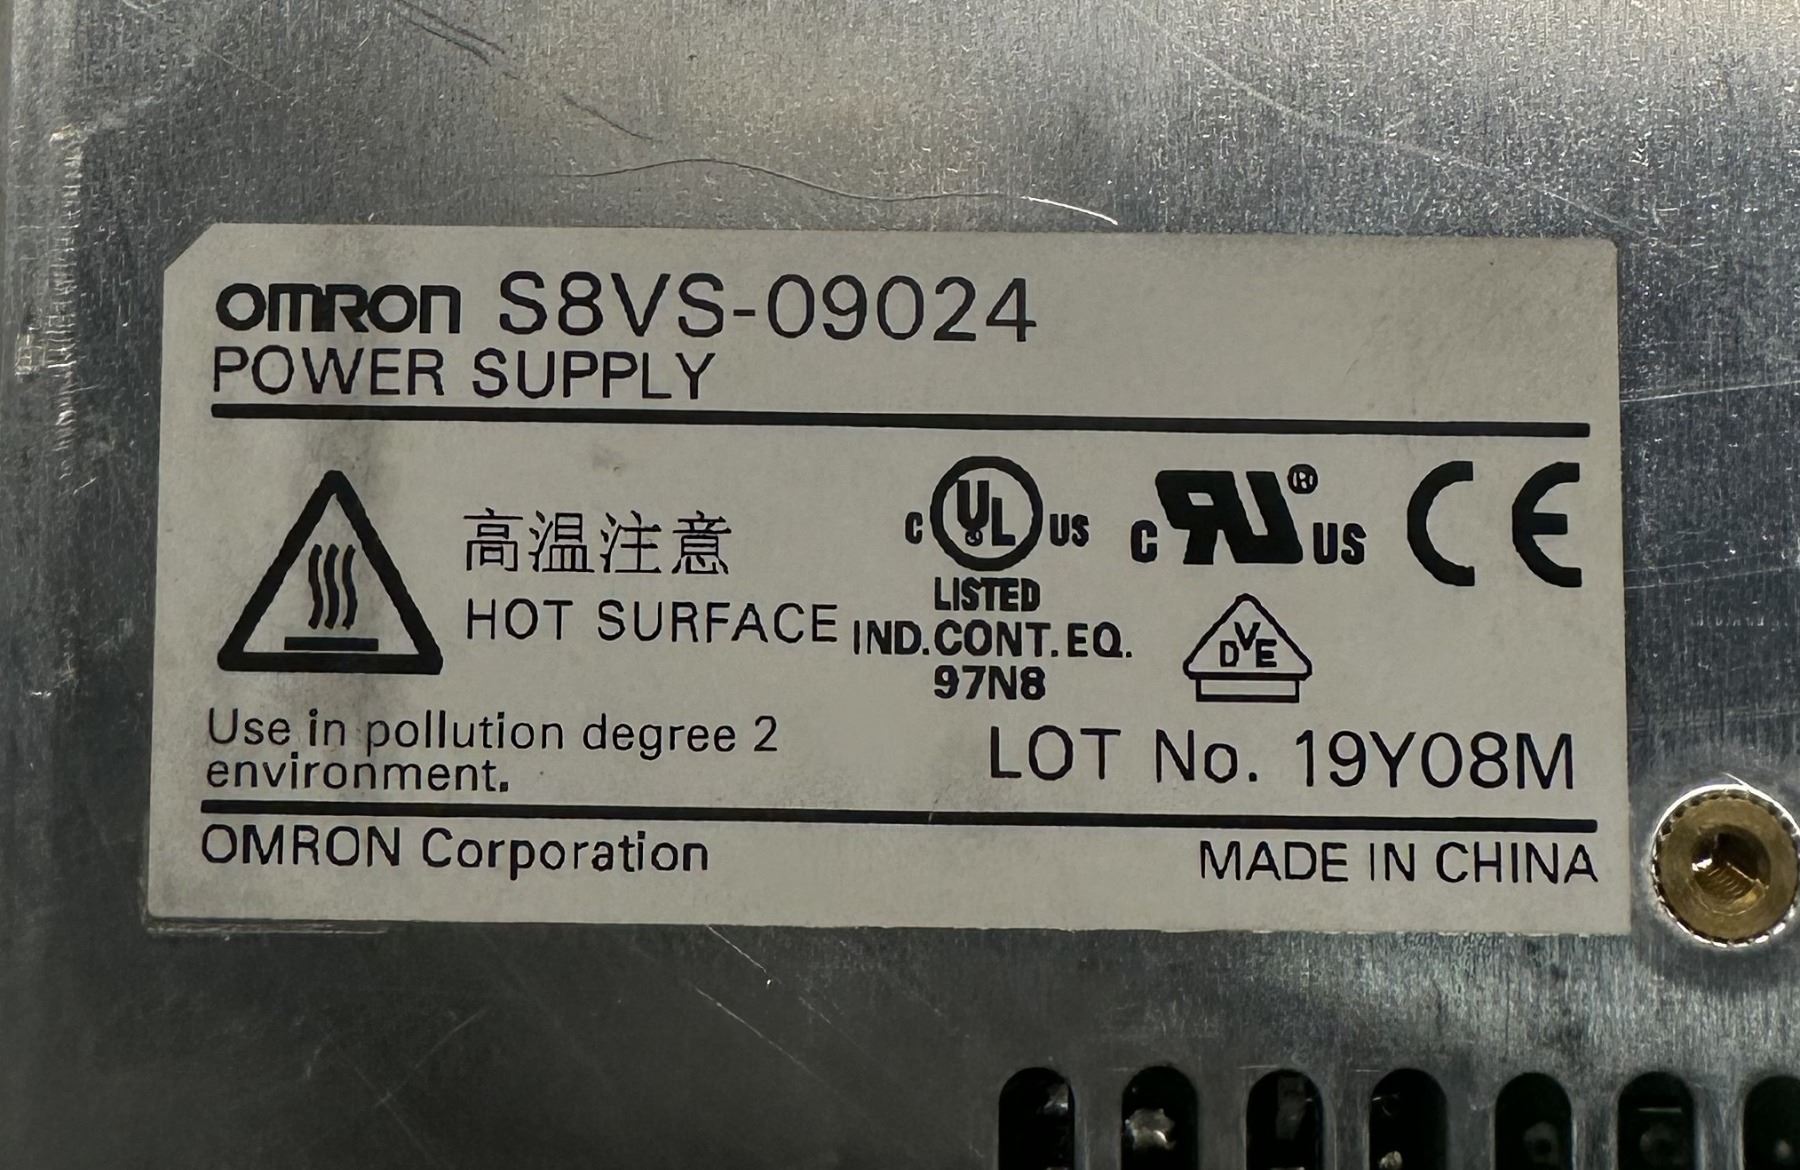 OMRON S8VS-09024
POWER SUPPLY
高温注意
HOT SURFACE
C UL US
LISTED
IND.CONT.EQ.
97N8
C RU® US
CE
DVE
Use in pollution degree 2
environment.
LOT No. 19Y08M
OMRON Corporation
MADE IN CHINA